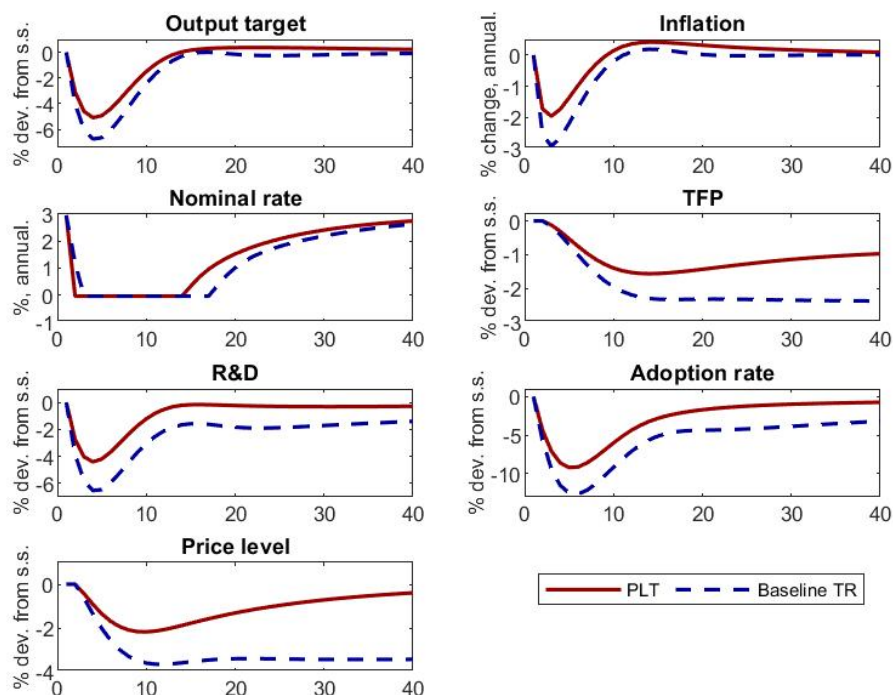 Output target
% dev. from s.s.
0
-2
-4
-6
0 10 20 30 40
Inflation
% change, annual.
0
-1
-2
-3
0 10 20 30 40
Nominal rate
%, annual.
3
2
1
0
-1
0 10 20 30 40
TFP
% dev. from s.s.
0
-1
-2
-3
0 10 20 30 40
R&D
% dev. from s.s.
0
-2
-4
-6
0 10 20 30 40
Adoption rate
% dev. from s.s.
0
-5
-10
0 10 20 30 40
Price level
% dev. from s.s.
0
-2
-4
0 10 20 30 40
PLT Baseline TR